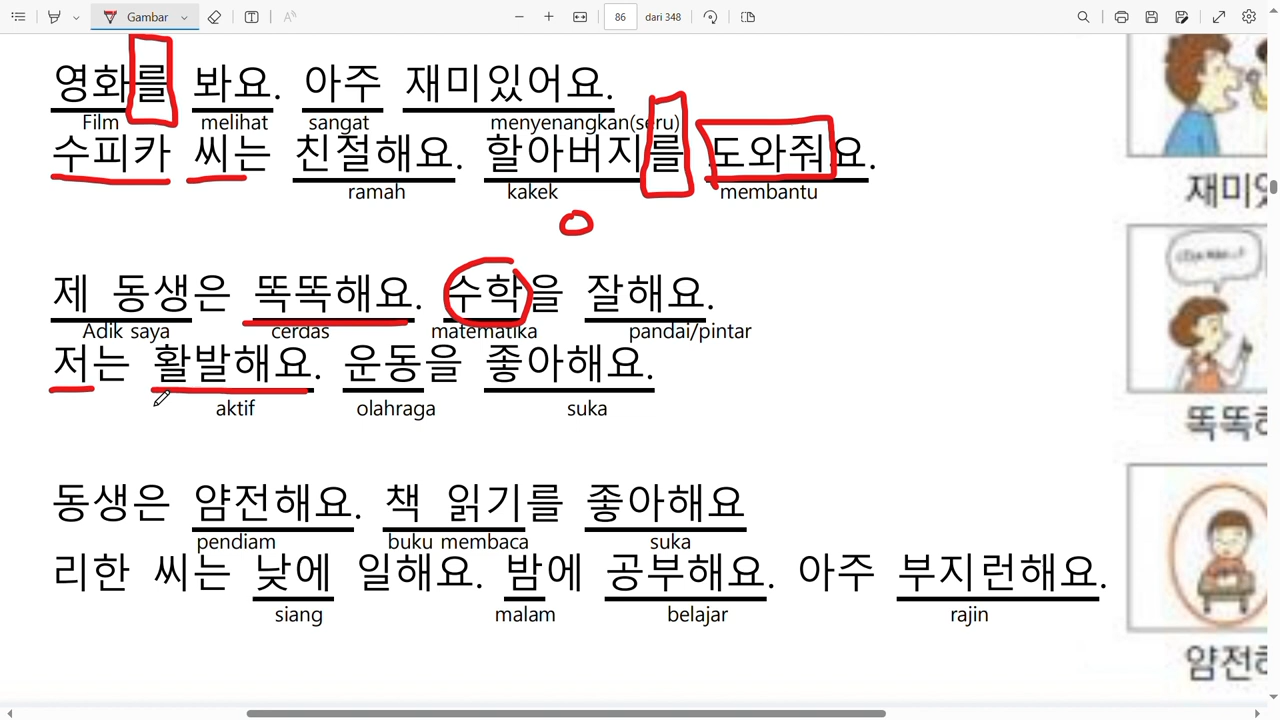 Gambar
86 dari 348
영화를 봐요. 아주 재미있어요.
Film melihat sangat menyenangkan(seru)
수피카 씨는 친절해요. 할아버지를 도와줘요.
ramah kakek membantu
제 동생은 똑똑해요. 수학을 잘해요.
Adik saya cerdas matematika pandai/pintar
저는 활발해요. 운동을 좋아해요.
aktif olahraga suka
동생은 얌전해요. 책 읽기를 좋아해요
pendiam buku membaca suka
리한 씨는 낮에 일해요. 밤에 공부해요. 아주 부지런해요.
siang malam belajar rajin
재미있
똑똑해
얌전해